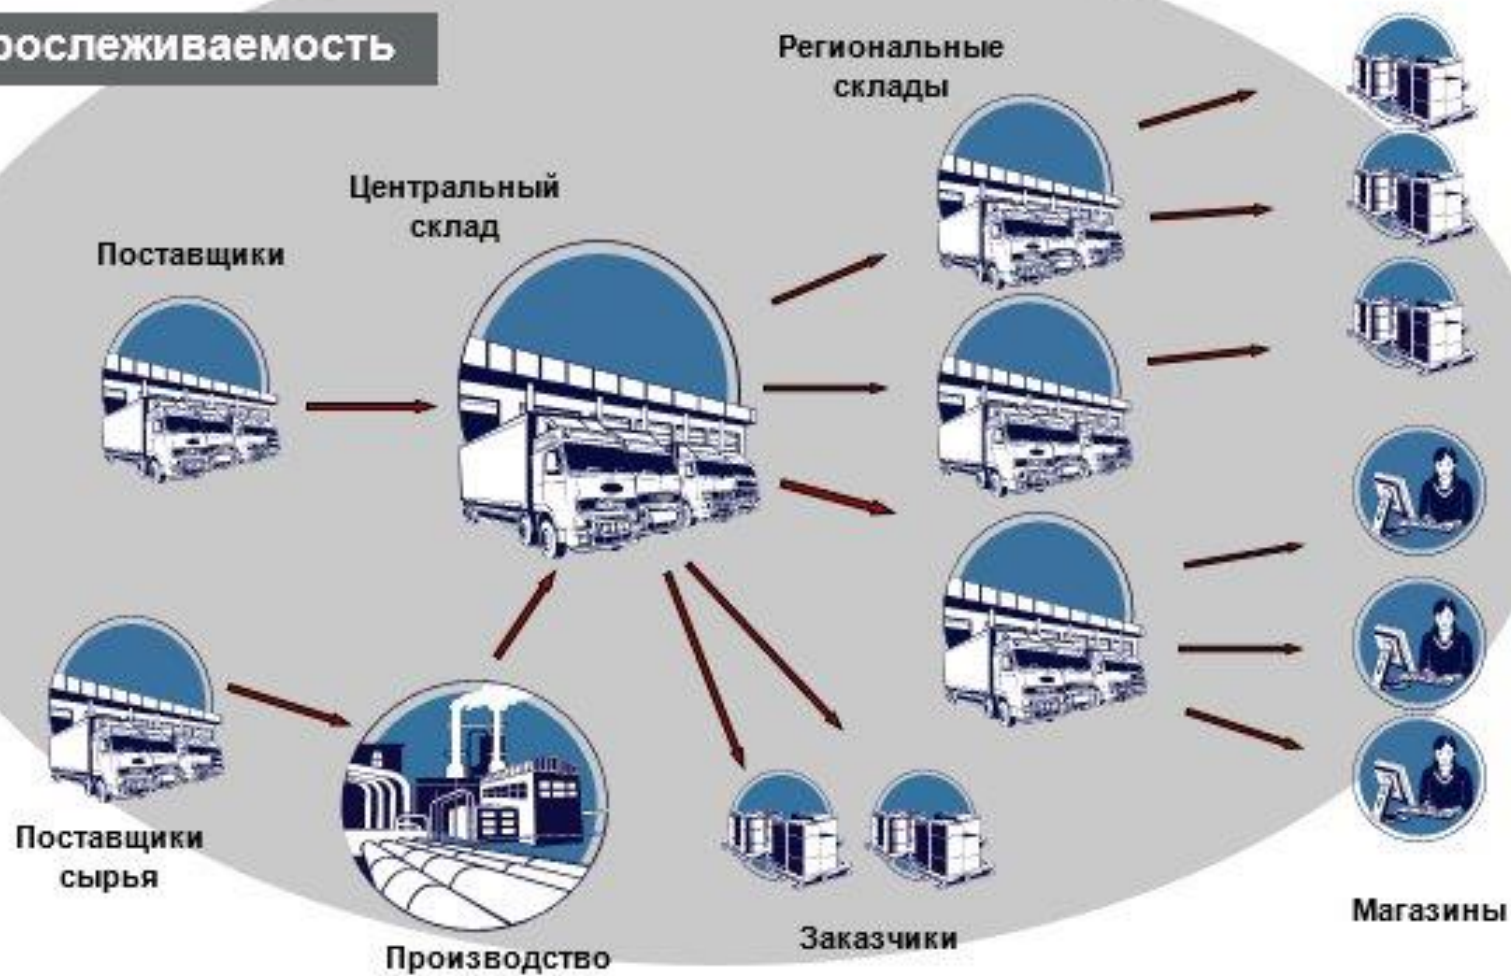 рослеживаемость
Региональные
склады
Центральный
склад
Поставщики
Поставщики
сырья
Производство
Заказчики
Магазины